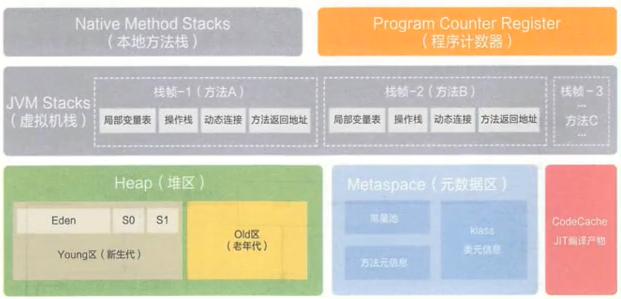 Native Method Stacks
(本地方法栈)
Program Counter Register
(程序计数器)
JVM Stacks
(虚拟机栈)
栈帧-1(方法A)
局部变量表
操作栈
动态连接
方法返回地址
栈帧-2(方法B)
局部变量表
操作栈
动态连接
方法返回地址
栈帧-3
...
方法C
...
Heap(堆区)
Eden
S0
S1
Young区(新生代)
Old区
(老年代)
Metaspace(元数据区)
常量池
方法元信息
klass
类元信息
CodeCache
JIT编译产物